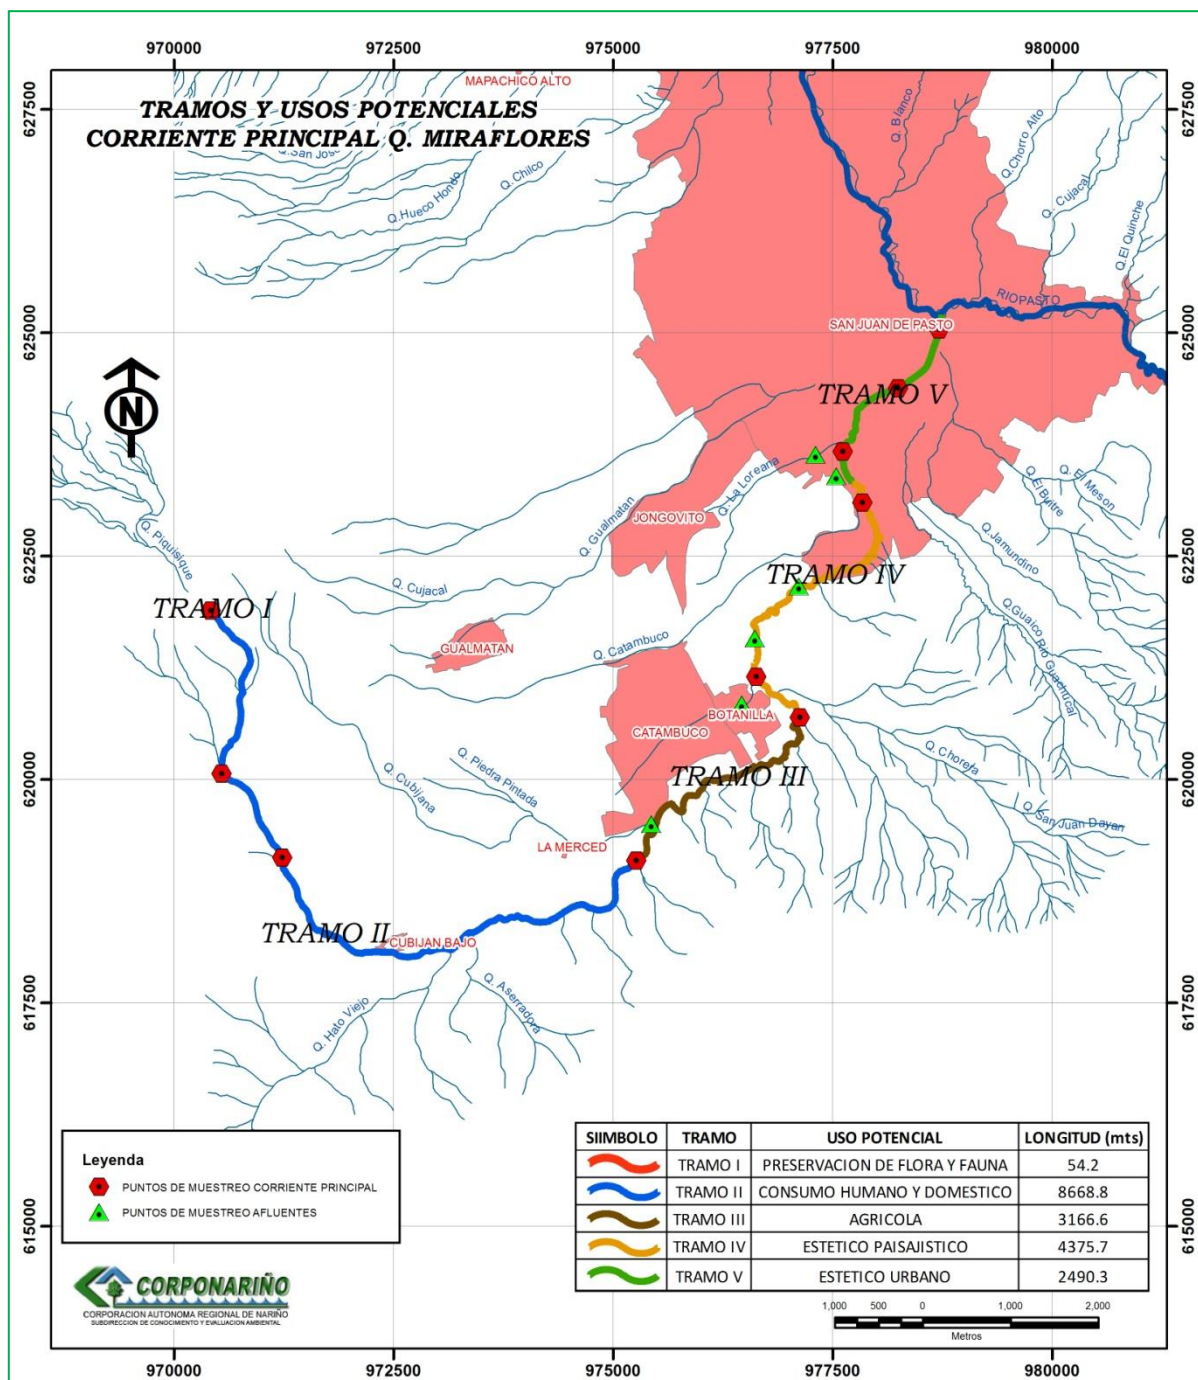 970000 972500 975000 977500 980000
627500
627500
MAPACHICO ALTO
TRAMOS Y USOS POTENCIALES
CORRIENTE PRINCIPAL Q. MIRAFLORES
Q. Blanco
Q.Chorro Alto
Q. Cujacal
Q.El Quinche
Q. Chilco
Q.Hueco Hondo
RIOPASTO
625000
625000
SAN JUAN DE PASTO
N
TRAMO V
Q. La Loreana
Q. Gualmatan
JONGOVITO
Q. El Meson
Q.El Buitre
Q. Piquisique
Q.Jamundino
622500
622500
Q. Cujacal
TRAMO IV
TRAMO I
GUALMATAN
Q. Catambuco
Q.Guaico Rio Guachucal
BOTANILLA
CATAMBUCO
Q. Cubijana
Q. Piedra Pintada
620000
620000
TRAMO III
Q. San Juan Dayan
LA MERCED
TRAMO II
CUBIJAN BAJO
Q. Hato Viejo
Q. Aserradora
617500
617500
SIIMBOLO TRAMO USO POTENCIAL LONGITUD (mts)
TRAMO I PRESERVACION DE FLORA Y FAUNA 54.2
TRAMO II CONSUMO HUMANO Y DOMESTICO 8668.8
TRAMO III AGRICOLA 3166.6
TRAMO IV ESTETICO PAISAJISTICO 4375.7
TRAMO V ESTETICO URBANO 2490.3
Leyenda
PUNTOS DE MUESTREO CORRIENTE PRINCIPAL
PUNTOS DE MUESTREO AFLUENTES
615000
615000
CORPONARIÑO
CORPORACION AUTONOMA REGIONAL DE NARIÑO
SUBDIRECCION DE CONOCIMIENTO Y EVALUACION AMBIENTAL
1,000 500 0 1,000 2,000
Metros
970000 972500 975000 977500 980000